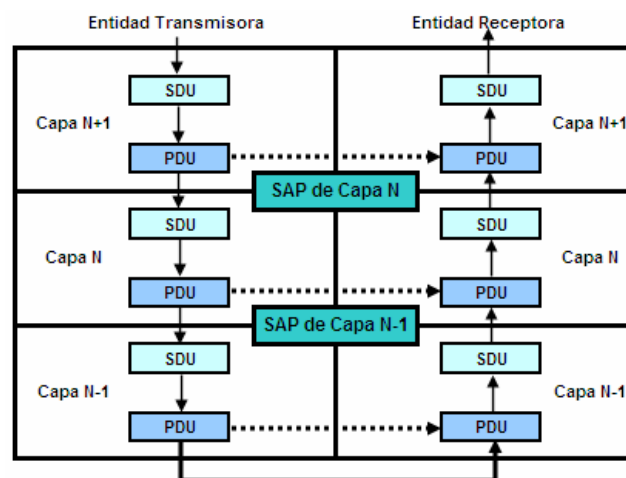 Entidad Transmisora Entidad Receptora
SDU SDU
Capa N+1 Capa N+1
PDU PDU
SAP de Capa N
SDU SDU
Capa N Capa N
PDU PDU
SAP de Capa N-1
SDU SDU
Capa N-1 Capa N-1
PDU PDU